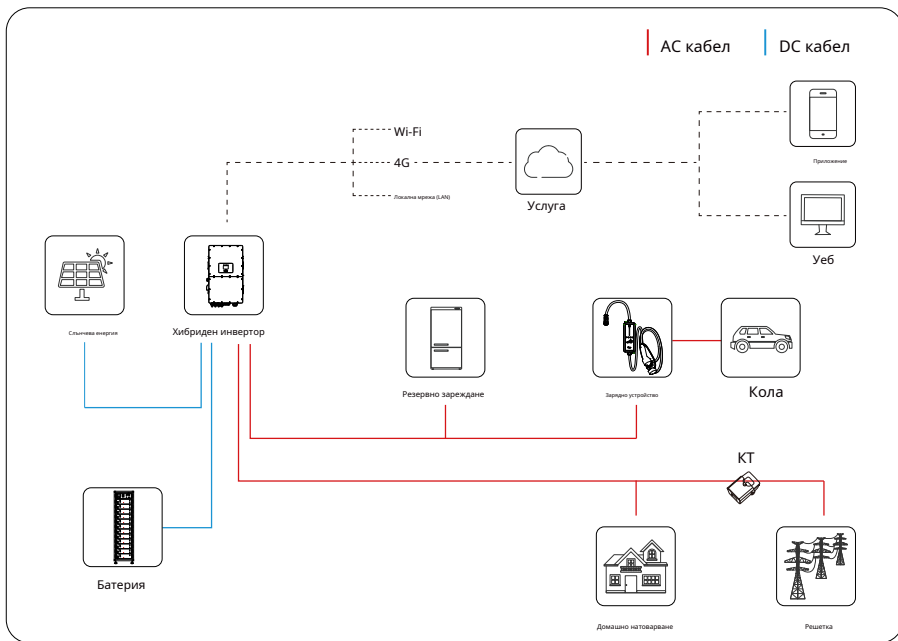 AC кабел
DC кабел
Wi-Fi
4G
Локална мрежа (LAN)
Услуга
Приложение
Уеб
Слънчева енергия
Хибриден инвертор
Резервно зареждане
Зарядно устройство
Кола
КТ
Батерия
Домашно натоварване
Решетка